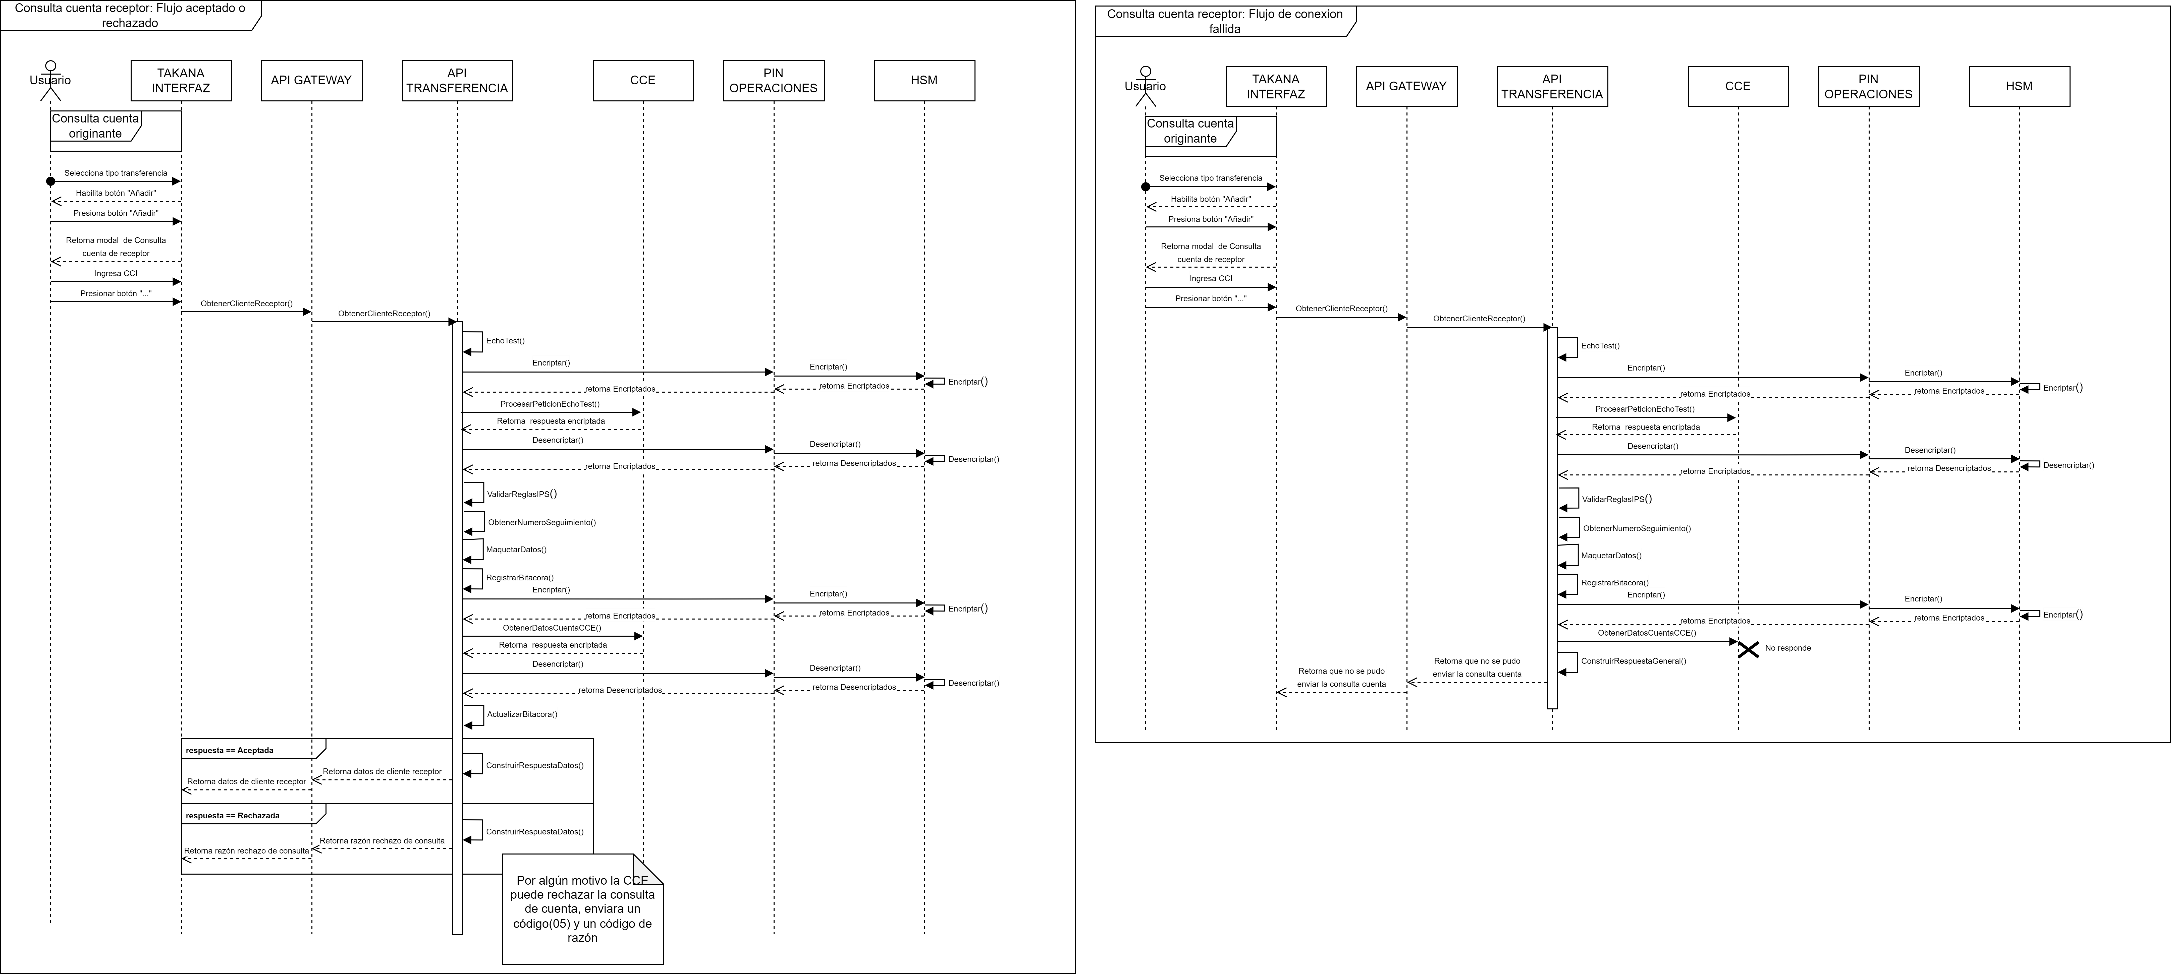 Consulta cuenta receptor: Flujo aceptado o
rechazado
Usuario
TAKANA
INTERFAZ
API GATEWAY
API
TRANSFERENCIA
CCE
PIN
OPERACIONES
HSM
Consulta cuenta
originante
Selecciona tipo transferencia
Habilita botón "Añadir"
Presiona botón "Añadir"
Retorna modal de Consulta
cuenta de receptor
Ingresa CCI
Presionar botón "..."
ObtenerClienteReceptor()
ObtenerClienteReceptor()
EchoTest()
Encriptar()
Encriptar()
Encriptar()
retorna Encriptados
retorna Encriptados
ProcesarPeticionEchoTest()
Retorna respuesta encriptada
Desencriptar()
Desencriptar()
Desencriptar()
retorna Desencriptados
retorna Encriptados
ValidarReglasIPS()
ObtenerNumeroSeguimiento()
MaquetarDatos()
RegistrarBitacora()
Encriptar()
Encriptar()
Encriptar()
retorna Encriptados
retorna Encriptados
ObtenerDatosCuentaCCE()
Retorna respuesta encriptada
Desencriptar()
Desencriptar()
Desencriptar()
retorna Desencriptados
retorna Desencriptados
ActualizarBitacora()
respuesta == Aceptada
ConstruirRespuestaDatos()
Retorna datos de cliente receptor
Retorna datos de cliente receptor
respuesta == Rechazada
ConstruirRespuestaDatos()
Retorna razón rechazo de consulta
Retorna razón rechazo de consulta
Por algún motivo la CCE
puede rechazar la consulta
de cuenta, enviara un
código(05) y un código de
razón
Consulta cuenta receptor: Flujo de conexion
fallida
Usuario
TAKANA
INTERFAZ
API GATEWAY
API
TRANSFERENCIA
CCE
PIN
OPERACIONES
HSM
Consulta cuenta
originante
Selecciona tipo transferencia
Habilita botón "Añadir"
Presiona botón "Añadir"
Retorna modal de Consulta
cuenta de receptor
Ingresa CCI
Presionar botón "..."
ObtenerClienteReceptor()
ObtenerClienteReceptor()
EchoTest()
Encriptar()
Encriptar()
Encriptar()
retorna Encriptados
retorna Encriptados
ProcesarPeticionEchoTest()
Retorna respuesta encriptada
Desencriptar()
Desencriptar()
Desencriptar()
retorna Desencriptados
retorna Encriptados
ValidarReglasIPS()
ObtenerNumeroSeguimiento()
MaquetarDatos()
RegistrarBitacora()
Encriptar()
Encriptar()
Encriptar()
retorna Encriptados
retorna Encriptados
ObtenerDatosCuentaCCE()
No responde
ConstruirRespuestaGeneral()
Retorna que no se pudo
enviar la consulta cuenta
Retorna que no se pudo
enviar la consulta cuenta